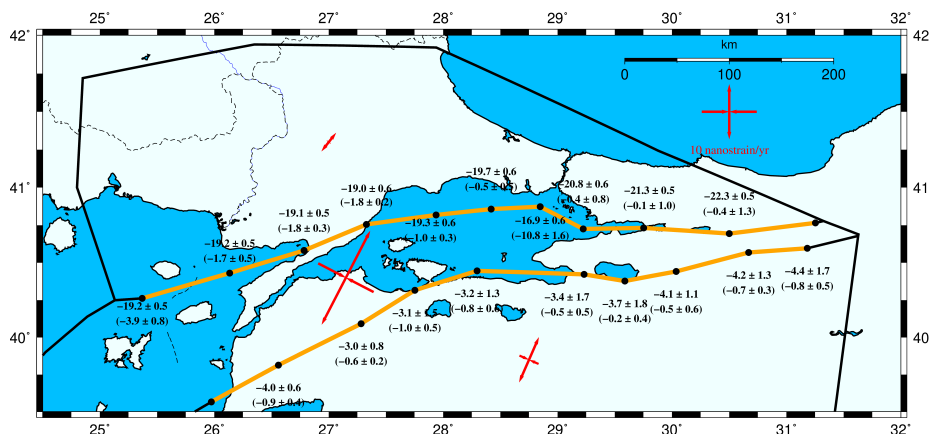 25° 26° 27° 28° 29° 30° 31° 32°
42° 42
km
0 100 200
10 nanostrain/yr
41° 41
−19.7 ± 0.6
(−0.5 ± 0.5)
−20.8 ± 0.6
(−0.4 ± 0.8)
−21.3 ± 0.5
(−0.1 ± 1.0)
−22.3 ± 0.5
(−0.4 ± 1.3)
−19.0 ± 0.6
(−1.8 ± 0.2)
−19.1 ± 0.5
(−1.8 ± 0.3)
−19.3 ± 0.6
(−1.0 ± 0.3)
−16.9 ± 0.6
(−10.8 ± 1.6)
−19.2 ± 0.5
(−1.7 ± 0.5)
−19.2 ± 0.5
(−3.9 ± 0.8)
−4.4 ± 1.7
(−0.8 ± 0.5)
−4.2 ± 1.3
(−0.7 ± 0.3)
−4.1 ± 1.1
(−0.5 ± 0.6)
−3.7 ± 1.8
(−0.2 ± 0.4)
−3.4 ± 1.7
(−0.5 ± 0.5)
−3.2 ± 1.3
(−0.8 ± 0.6)
−3.1 ±
(−1.0 ± 0.5)
−3.0 ± 0.8
(−0.6 ± 0.2)
−4.0 ± 0.6
(−0.9 ± 0.4)
40° 40
25° 26° 27° 28° 29° 30° 31° 32°